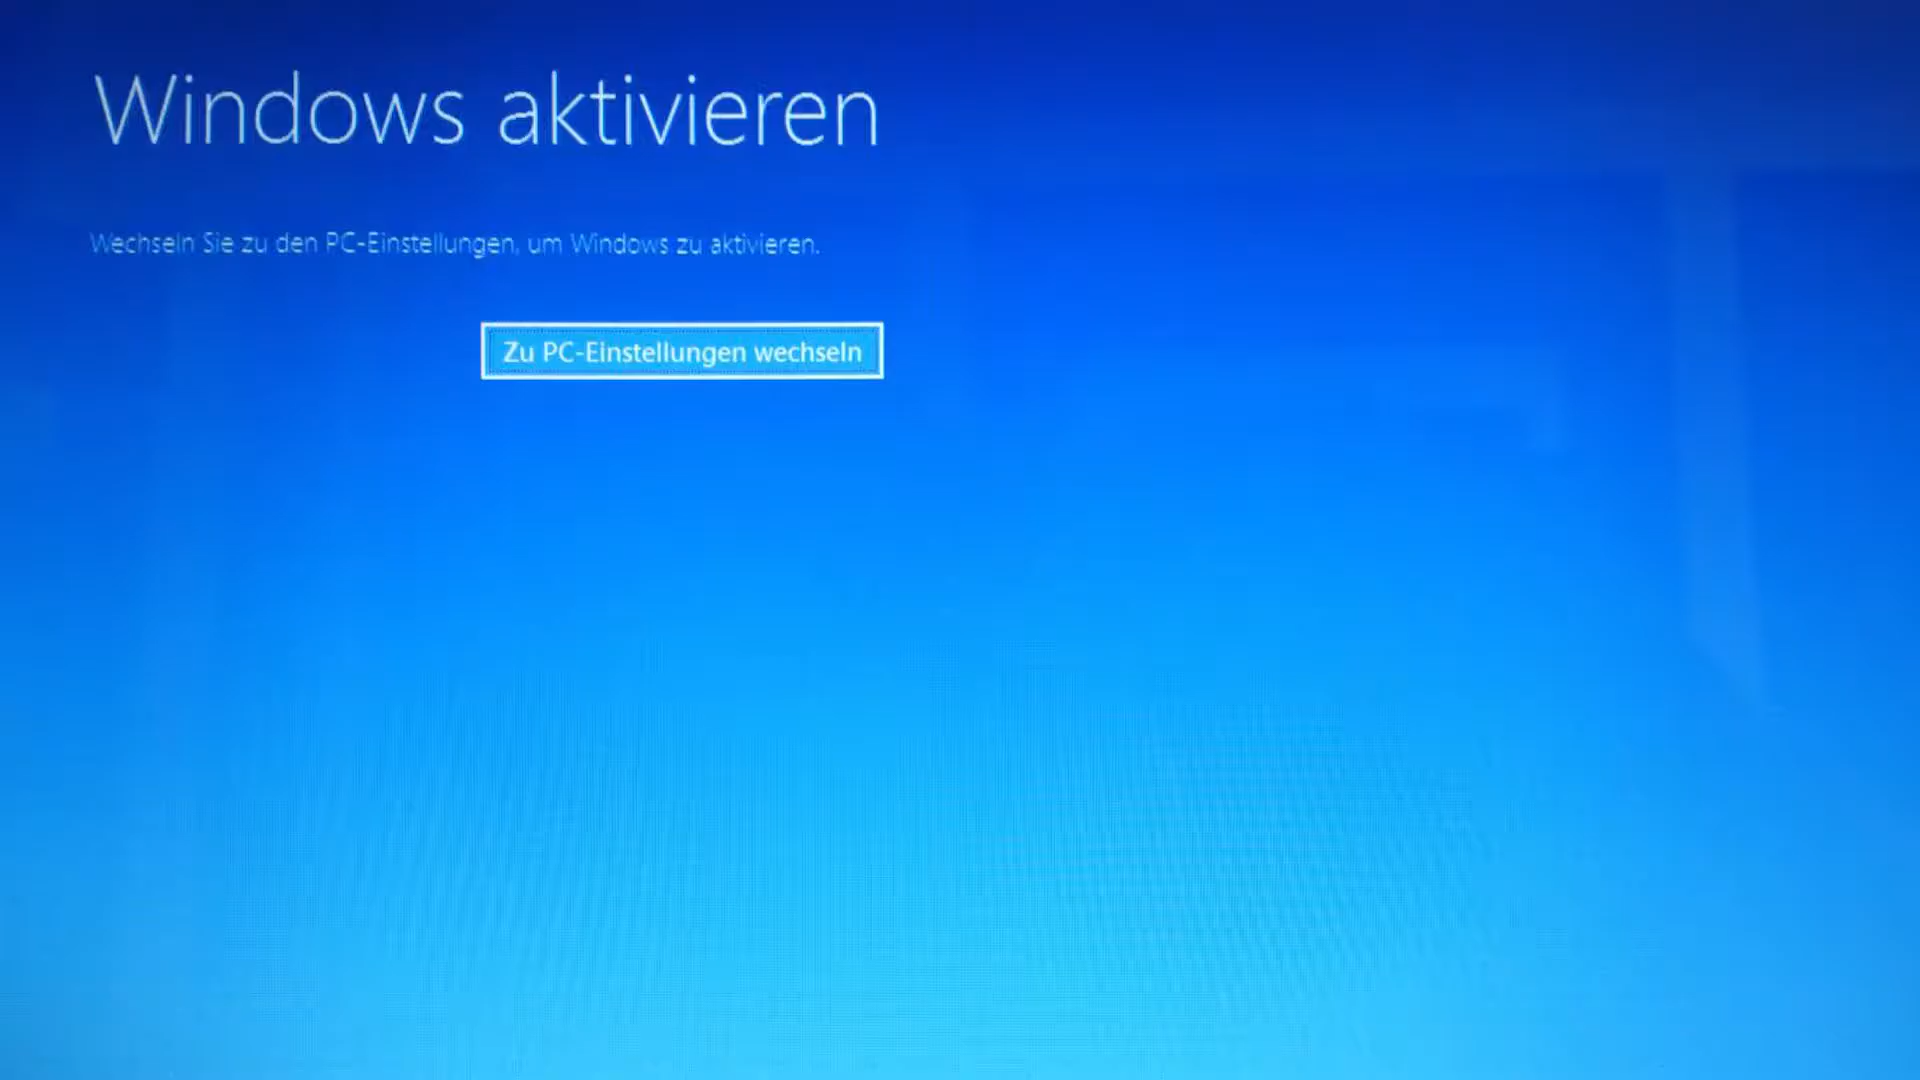 Windows aktivieren
Wechseln Sie zu den PC-Einstellungen, um Windows zu aktivieren.
Zu PC-Einstellungen wechseln